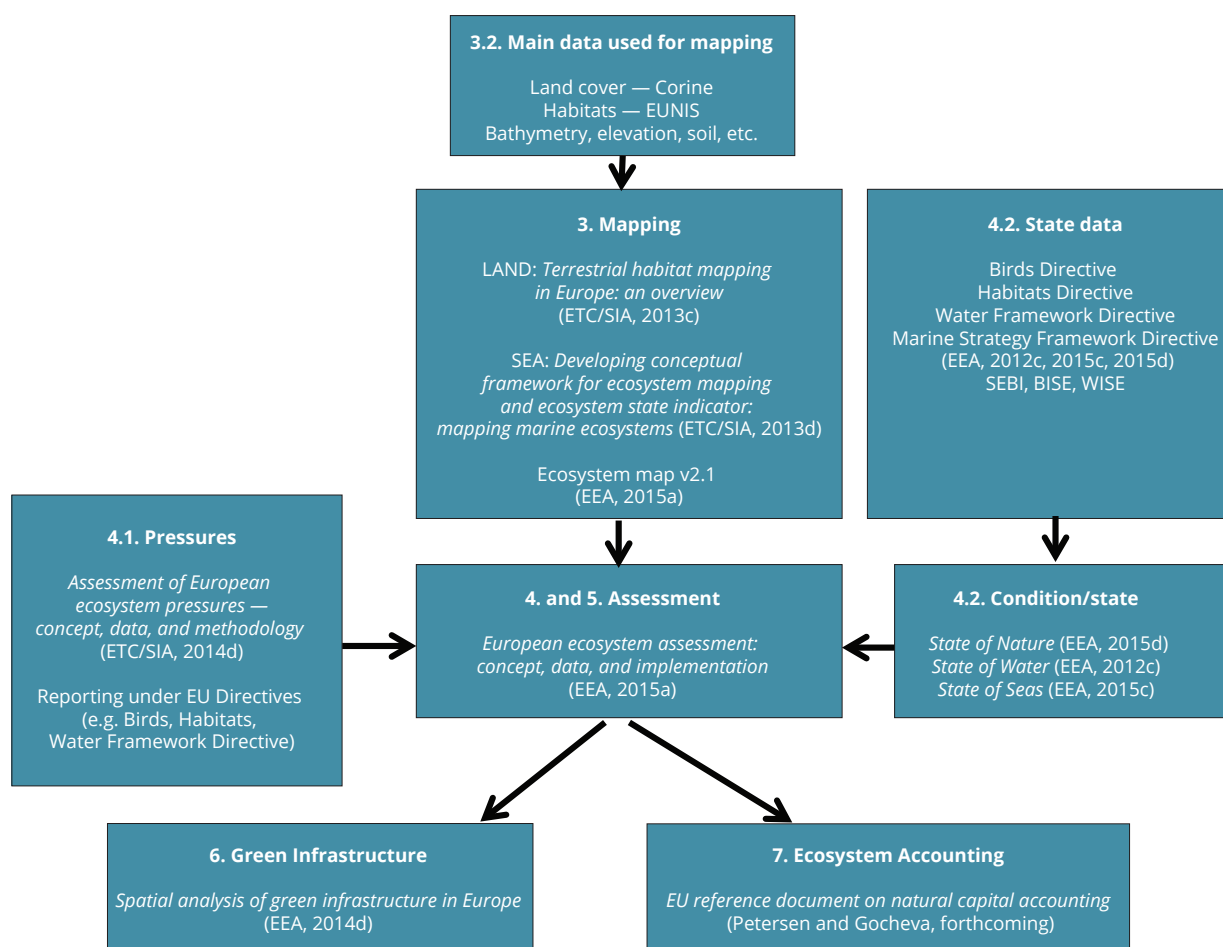 3.2. Main data used for mapping
Land cover — Corine
Habitats — EUNIS
Bathymetry, elevation, soil, etc.
3. Mapping
LAND: Terrestrial habitat mapping
in Europe: an overview
(ETC/SIA, 2013c)
SEA: Developing conceptual
framework for ecosystem mapping
and ecosystem state indicator:
mapping marine ecosystems (ETC/SIA, 2013d)
Ecosystem map v2.1
(EEA, 2015a)
4.2. State data
Birds Directive
Habitats Directive
Water Framework Directive
Marine Strategy Framework Directive
(EEA, 2012c, 2015c, 2015d)
SEBI, BISE, WISE
4.1. Pressures
Assessment of European
ecosystem pressures —
concept, data, and methodology
(ETC/SIA, 2014d)
Reporting under EU Directives
(e.g. Birds, Habitats,
Water Framework Directive)
4. and 5. Assessment
European ecosystem assessment:
concept, data, and implementation
(EEA, 2015a)
4.2. Condition/state
State of Nature (EEA, 2015d)
State of Water (EEA, 2012c)
State of Seas (EEA, 2015c)
6. Green Infrastructure
Spatial analysis of green infrastructure in Europe
(EEA, 2014d)
7. Ecosystem Accounting
EU reference document on natural capital accounting
(Petersen and Gocheva, forthcoming)